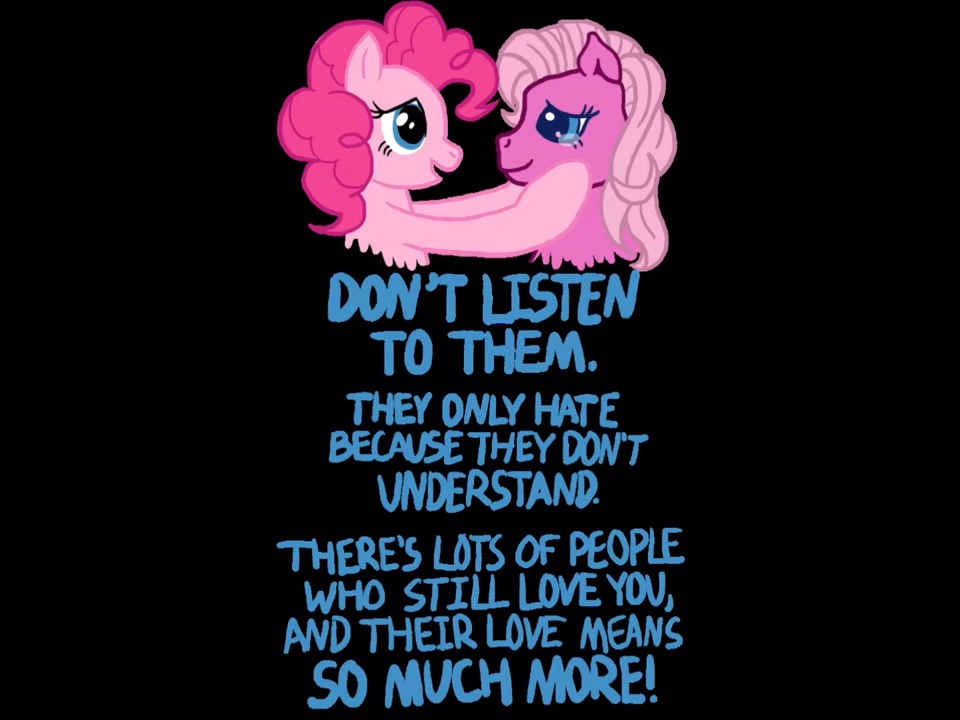 DON'T LISTEN
TO THEM.
THEY ONLY HATE
BECAUSE THEY DON'T
UNDERSTAND.
THERE'S LOTS OF PEOPLE
WHO STILL LOVE YOU,
AND THEIR LOVE MEANS
SO MUCH MORE!